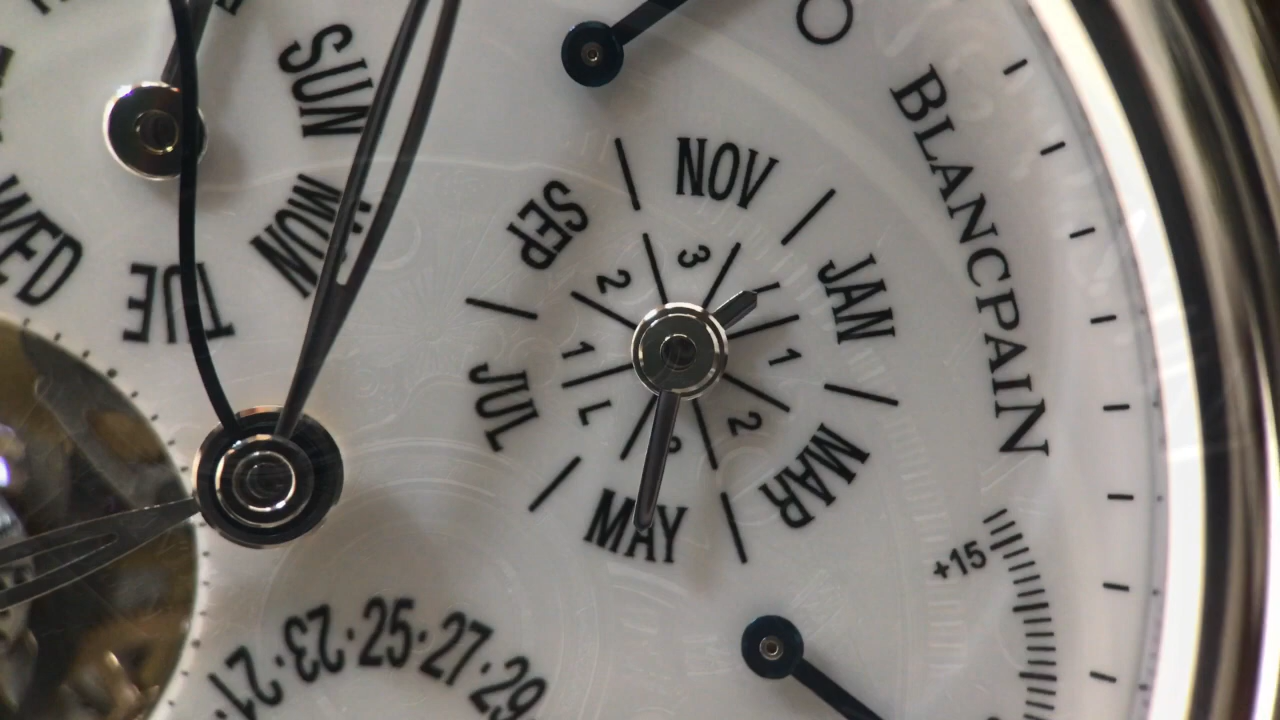 SUN
MON
TUE
WED
BLANCPAIN
NOV
JAN
MAR
MAY
JUL
SEP
3
1
2
L
1
2
+15
21·23·25·27·29